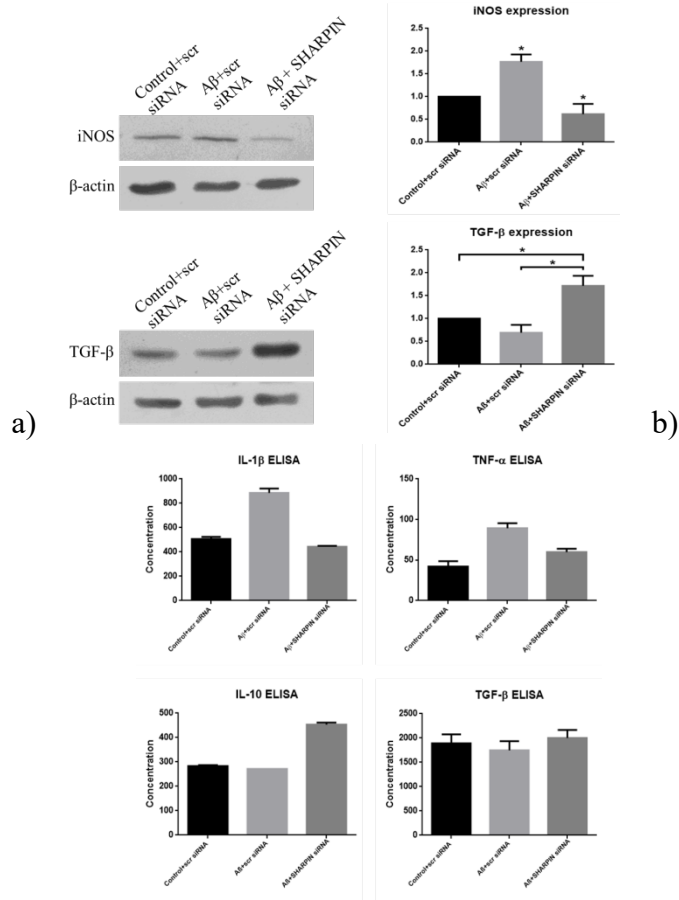 Control+scr
siRNA
Aβ+scr
siRNA
Aβ + SHARPIN
siRNA
iNOS
β-actin
iNOS expression
2.5
2.0
1.5
1.0
0.5
0.0
*
*
Control+scr siRNA
Aβ+scr siRNA
Aβ+SHARPIN siRNA
Control+scr
siRNA
Aβ+scr
siRNA
Aβ + SHARPIN
siRNA
TGF-β
β-actin
TGF-β expression
2.5
2.0
1.5
1.0
0.5
0.0
*
*
Control+scr siRNA
Aß+scr siRNA
Aß+SHARPIN siRNA
a)
b)
IL-1β ELISA
Concentration
1000
800
600
400
200
0
Control+scr siRNA
Aβ+scr siRNA
Aβ+SHARPIN siRNA
TNF-α ELISA
Concentration
150
100
50
0
Control+scr siRNA
Aβ+scr siRNA
Aβ+SHARPIN siRNA
IL-10 ELISA
Concentration
500
400
300
200
100
0
Control+scr siRNA
Aß+scr siRNA
Aß+SHARPIN siRNA
TGF-β ELISA
Concentration
2500
2000
1500
1000
500
0
Control+scr siRNA
Aß+scr siRNA
Aß+SHARPIN siRNA